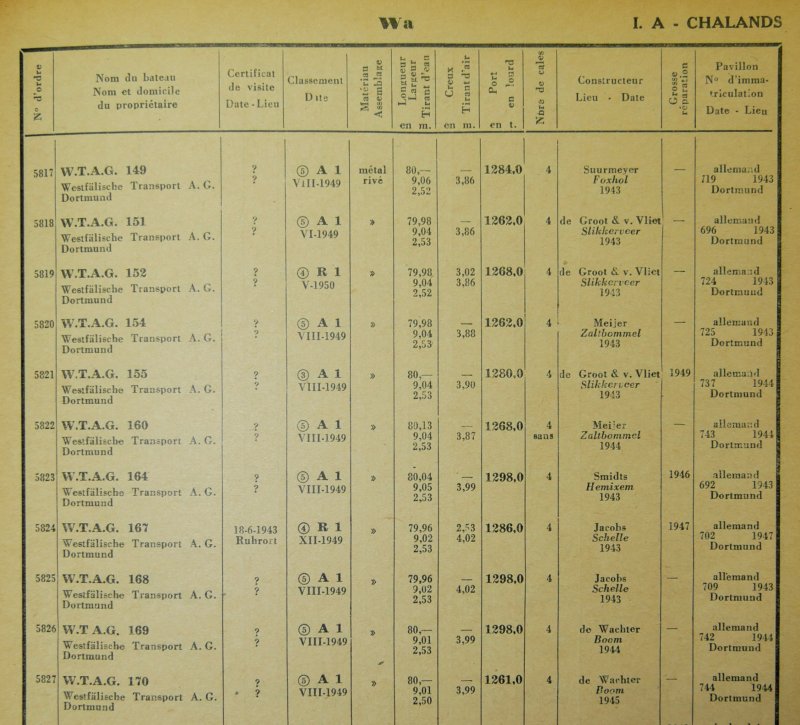 Wa
I. A - CHALANDS
N° d'ordre
Nom du bateau
Nom et domicile
du propriétaire
Certificat
de visite
Date - Lieu
Classement
Date
Matériau
Assemblage
Longueur
Largeur
Tirant d'eau
en m.
Creux
Tirant d'air
en m.
Port
en lourd
en t.
Nbre de cales
Constructeur
Lieu - Date
Grosse
réparation
Pavillon
N° d'imma-
triculation
Date - Lieu
5817 W.T.A.G. 149 ? ⑤ A 1 métal 80,— — 1284,0 4 Suurmeyer — allemand
Westfälische Transport A. G. ? VIII-1949 rivé 9,06 3,86 Foxhol 719 1943
Dortmund 2,52 1943 Dortmund
5818 W.T.A.G. 151 ? ⑤ A 1 » 79,98 — 1262,0 4 de Groot & v. Vliet — allemand
Westfälische Transport A. G. ? VI-1949 9,04 3,86 Slikkerveer 696 1943
Dortmund 2,53 1943 Dortmund
5819 W.T.A.G. 152 ? ④ R 1 » 79,98 3,02 1268,0 4 de Groot & v. Vliet — allemand
Westfälische Transport A. G. ? V-1950 9,04 3,86 Slikkerveer 724 1943
Dortmund 2,52 1943 Dortmund
5820 W.T.A.G. 154 ? ⑤ A 1 » 79,98 — 1262,0 4 Meijer — allemand
Westfälische Transport A. G. ? VIII-1949 9,04 3,88 Zaltbommel 725 1943
Dortmund 2,53 1943 Dortmund
5821 W.T.A.G. 155 ? ③ A 1 » 80,— — 1280,0 4 de Groot & v. Vliet 1949 allemand
Westfälische Transport A. G. ? VIII-1949 9,04 3,90 Slikkerveer 737 1944
Dortmund 2,53 1943 Dortmund
5822 W.T.A.G. 160 ? ⑤ A 1 » 80,13 — 1268,0 4 Meijer — allemand
Westfälische Transport A. G. ? VIII-1949 9,04 3,87 sans Zaltbommel 743 1944
Dortmund 2,53 1944 Dortmund
5823 W.T.A.G. 164 ? ⑤ A 1 » 80,04 — 1298,0 4 Smidts 1946 allemand
Westfälische Transport A. G. ? VIII-1949 9,05 3,99 Hemixem 692 1943
Dortmund 2,53 1943 Dortmund
5824 W.T.A.G. 167 18-6-1943 ④ R 1 » 79,96 2,53 1286,0 4 Jacobs 1947 allemand
Westfälische Transport A. G. Ruhrort XII-1949 9,02 4,02 Schelle 702 1947
Dortmund 2,53 1943 Dortmund
5825 W.T.A.G. 168 ? ⑤ A 1 » 79,96 — 1298,0 4 Jacobs — allemand
Westfälische Transport A. G. ? VIII-1949 9,02 4,02 Schelle 709 1943
Dortmund 2,53 1943 Dortmund
5826 W.T A.G. 169 ? ⑤ A 1 » 80,— — 1298,0 4 de Wachter — allemand
Westfälische Transport A. G. ? VIII-1949 9,01 3,99 Boom 742 1944
Dortmund 2,53 1944 Dortmund
5827 W.T.A.G. 170 ? ⑤ A 1 » 80,— — 1261,0 4 de Wachter — allemand
Westfälische Transport A. G. ? VIII-1949 9,01 3,99 Boom 744 1944
Dortmund 2,50 1945 Dortmund